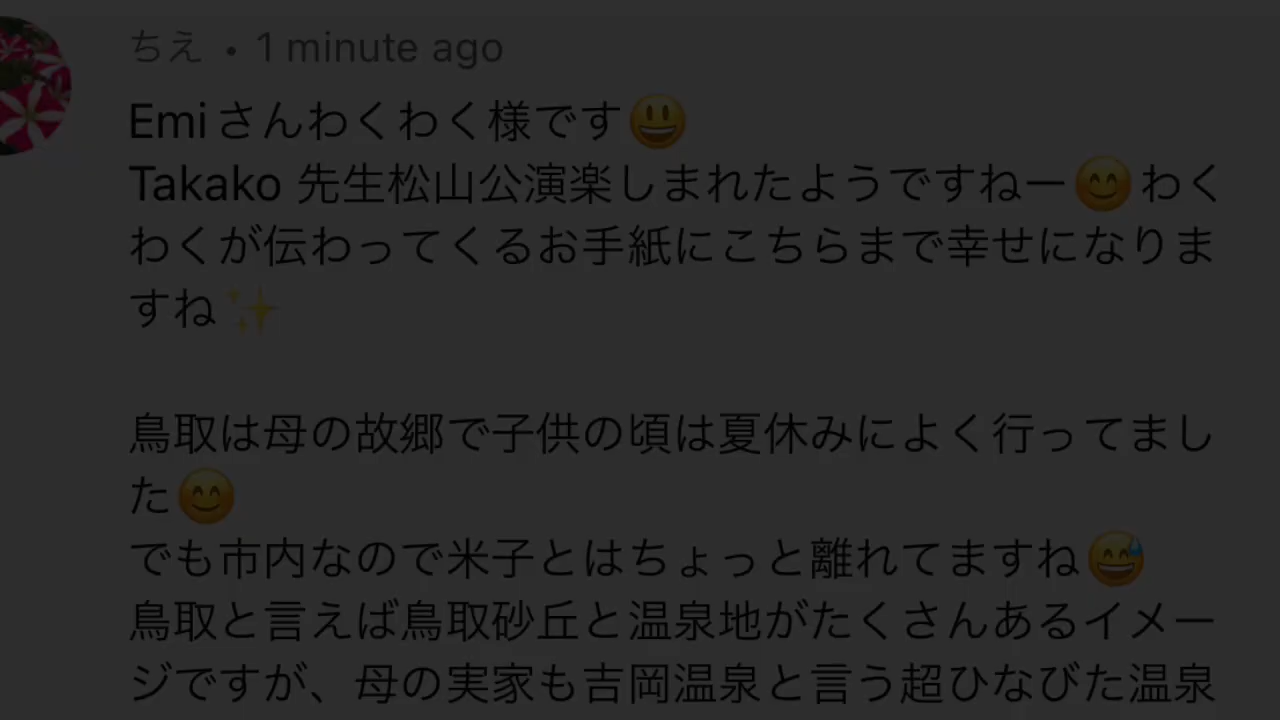 ちえ • 1 minute ago
Emiさんわくわく様です😃
Takako 先生松山公演楽しまれたようですねー😊わく
わくが伝わってくるお手紙にこちらまで幸せになりま
すね✨
鳥取は母の故郷で子供の頃は夏休みによく行ってまし
た😊
でも市内なので米子とはちょっと離れてますね😅
鳥取と言えば鳥取砂丘と温泉地がたくさんあるイメー
ジですが、母の実家も吉岡温泉と言う超ひなびた温泉